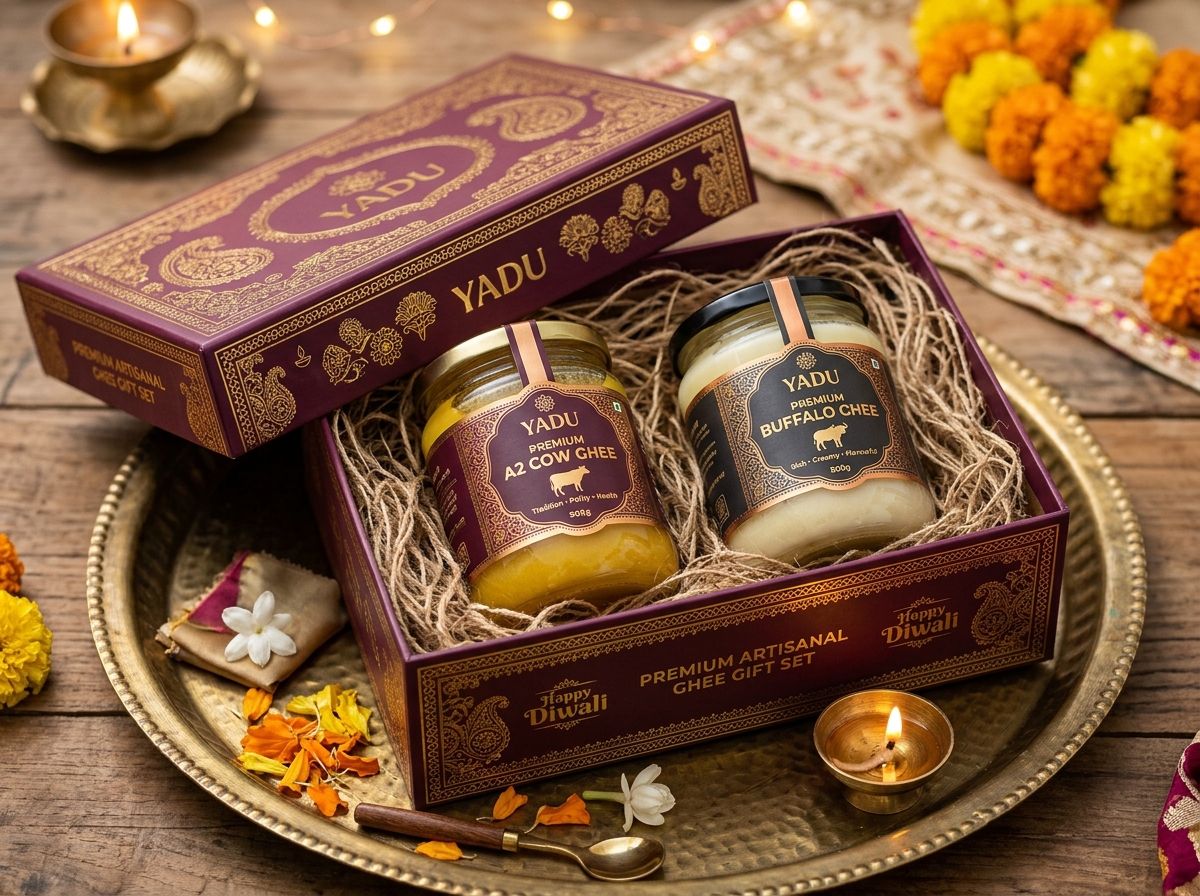 YADU
YADU
PREMIUM ARTISANAL
GHEE GIFT SET
YADU
PREMIUM
A2 COW GHEE
YADU
PREMIUM
BUFFALO GHEE
500g
Happy
Diwali
PREMIUM ARTISANAL
GHEE GIFT SET
Happy
Diwali